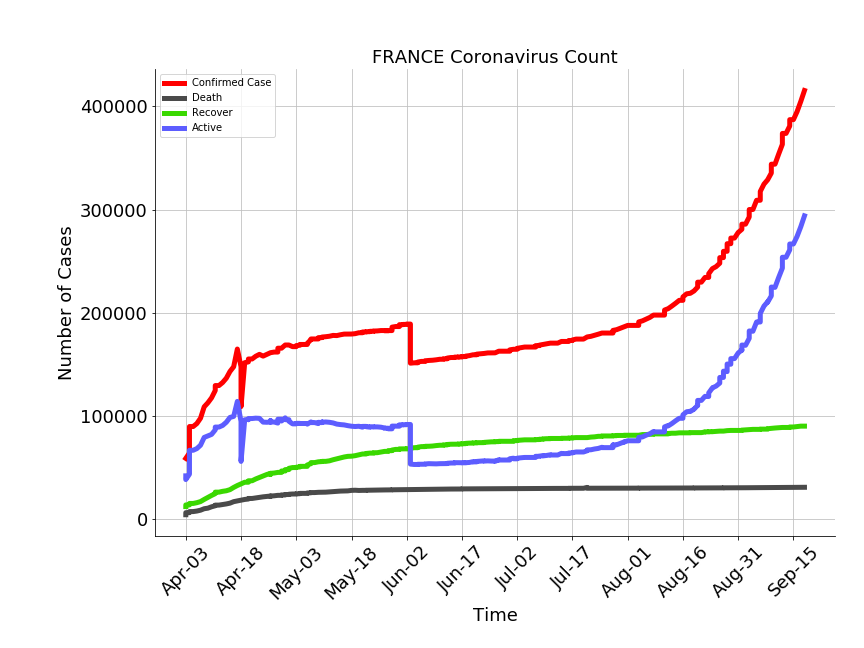 FRANCE Coronavirus Count
Confirmed Case
Death
Recover
Active
Number of Cases
400000
300000
200000
100000
0
Apr-03
Apr-18
May-03
May-18
Jun-02
Jun-17
Jul-02
Jul-17
Aug-01
Aug-16
Aug-31
Sep-15
Time